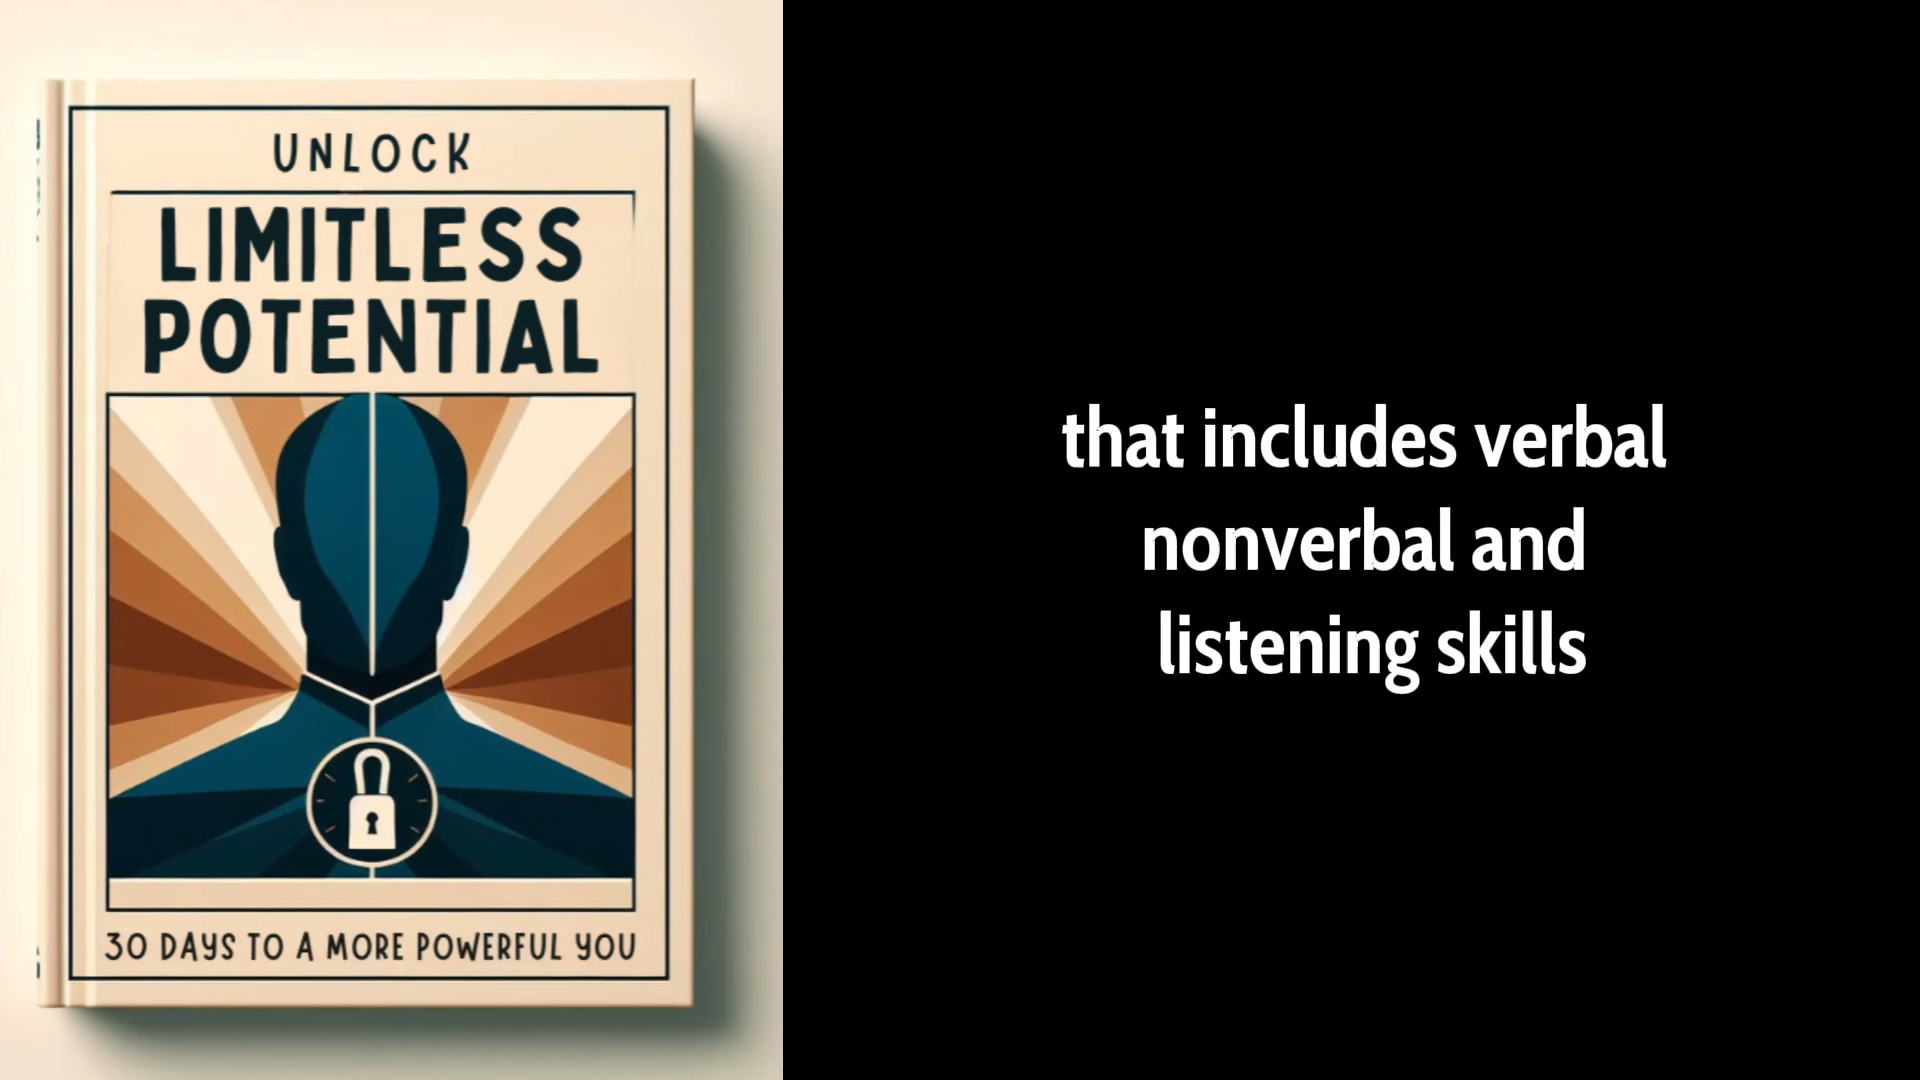 UNLOCK
LIMITLESS
POTENTIAL
30 DAYS TO A MORE POWERFUL YOU
that includes verbal
nonverbal and
listening skills